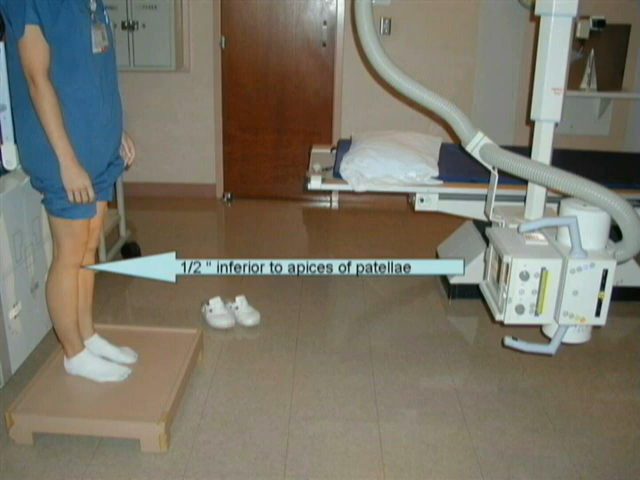 1/2 " inferior to apices of patellae